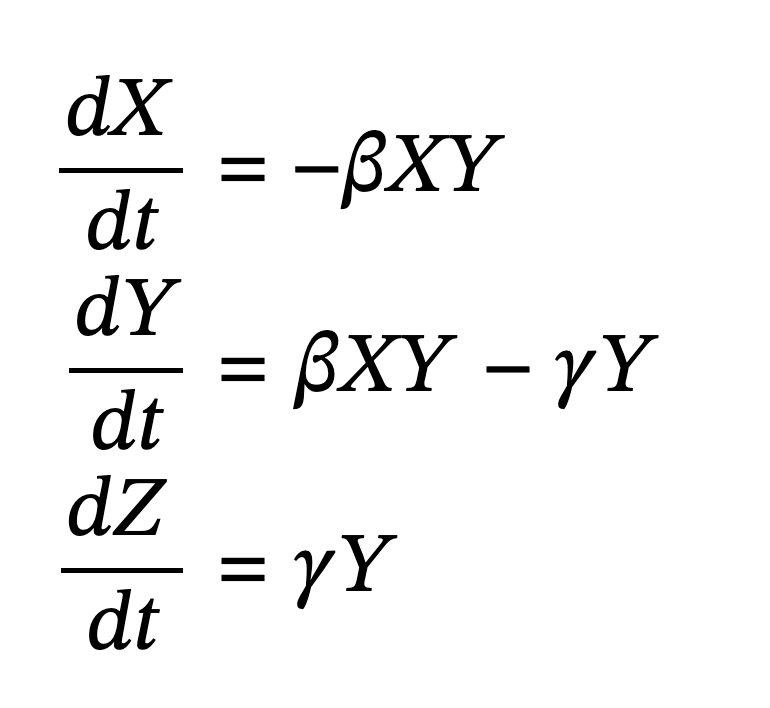 dX/dt = −βXY
dY/dt = βXY − γY
dZ/dt = γY